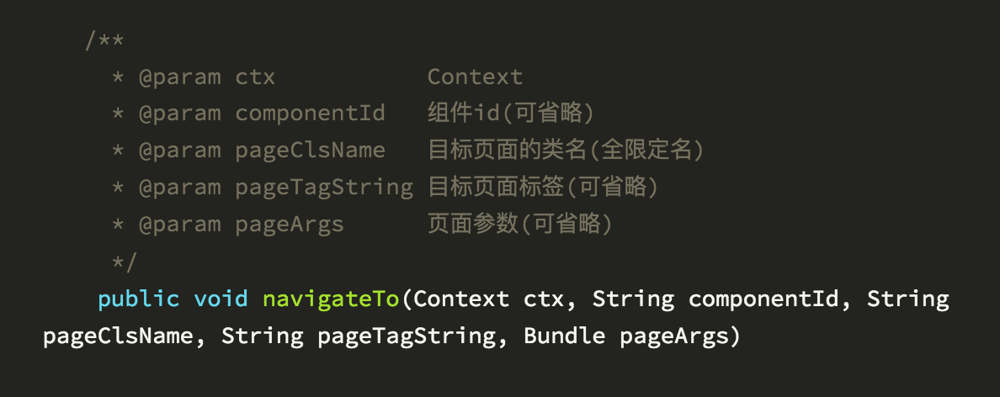 /**
* @param ctx           Context
* @param componentId   组件id(可省略)
* @param pageClsName   目标页面的类名(全限定名)
* @param pageTagString 目标页面标签(可省略)
* @param pageArgs      页面参数(可省略)
*/
public void navigateTo(Context ctx, String componentId, String
pageClsName, String pageTagString, Bundle pageArgs)